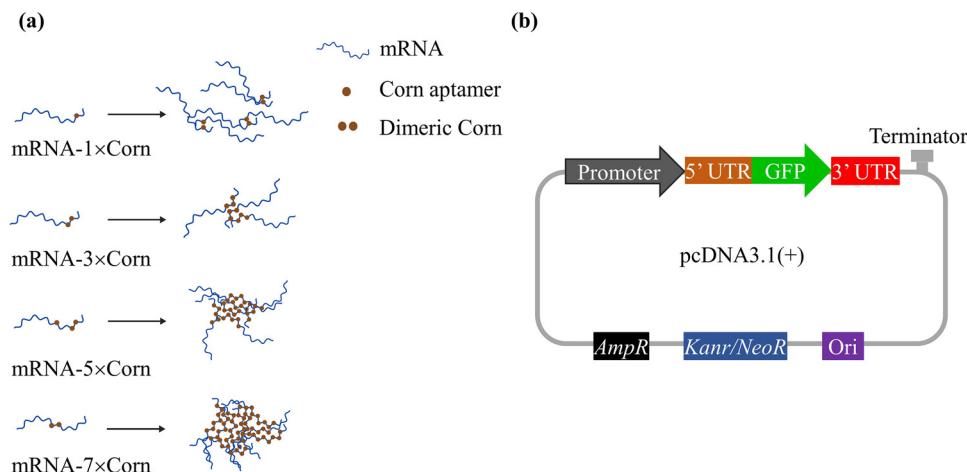 (a)
mRNA
Corn aptamer
Dimeric Corn
mRNA-1×Corn
mRNA-3×Corn
mRNA-5×Corn
mRNA-7×Corn
(b)
Terminator
Promoter
5’ UTR
GFP
3’ UTR
pcDNA3.1(+)
AmpR
Kanr/NeoR
Ori